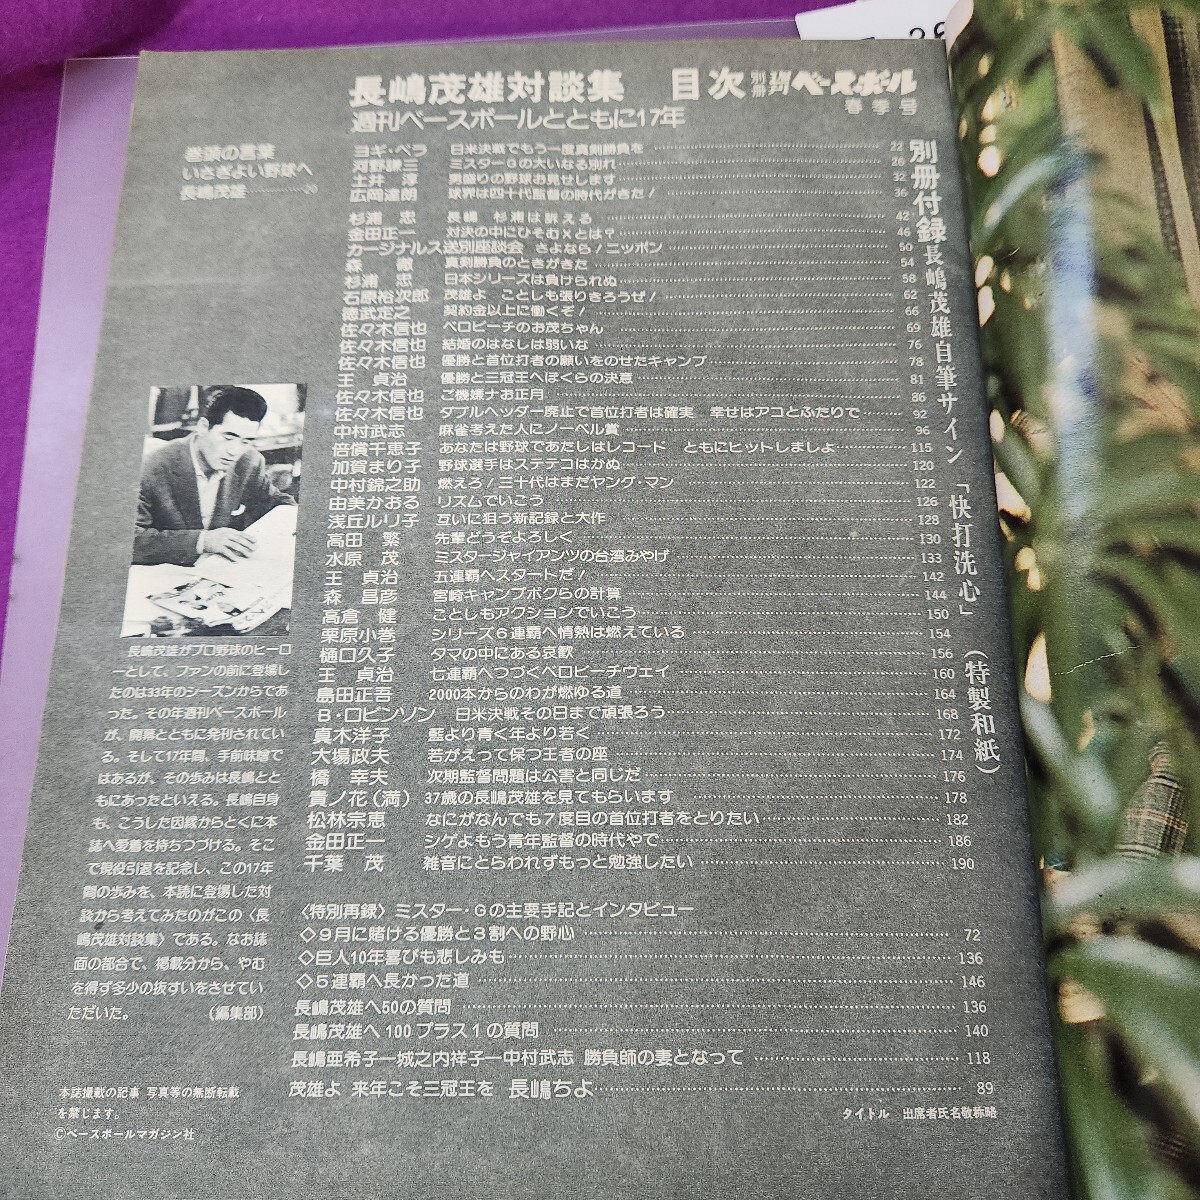 長嶋茂雄対談集 目次 別冊週刊ベースボール
春季号
週刊ベースボールとともに17年
巻頭の言葉
いさぎよい野球へ
長嶋茂雄…………20
ヨギ・ベラ 日米決戦でもう一度真剣勝負を…………22
河野謙三 ミスターGの大いなる別れ…………26
土井 淳 男盛りの野球お見せします…………32
広岡達朗 球界は四十代監督の時代がきた!…………36
杉浦 忠 長嶋 杉浦は訴える…………42
金田正一 対決の中にひそむXとは?…………46
カージナルス送別座談会 さよなら!ニッポン…………50
森 徹 真剣勝負のときがきた…………54
杉浦 忠 日本シリーズは負けられぬ…………58
石原裕次郎 茂雄よ ことしも張りきろうぜ!…………62
徳武定之 契約金以上に働くぞ!…………66
佐々木信也 ベロビーチのお茂ちゃん…………69
佐々木信也 結婚のはなしは弱いな…………76
佐々木信也 優勝と首位打者の願いをのせたキャンプ…………78
王 貞治 優勝と三冠王へぼくらの決意…………81
佐々木信也 ご機嫌ナお正月…………86
佐々木信也 ダブルヘッダー廃止で首位打者は確実 幸せはアコとふたりで…………92
中村武志 麻雀考えた人にノーベル賞…………96
倍償千恵子 あなたは野球であたしはレコード ともにヒットしましょ…………115
加賀まり子 野球選手はステテコはかぬ…………120
中村錦之助 燃えろ!三十代はまだヤング・マン…………122
由美かおる リズムでいこう…………126
浅丘ルリ子 互いに狙う新記録と大作…………128
高田 繁 先輩どうぞよろしく…………130
水原 茂 ミスタージャイアンツの台湾みやげ…………133
王 貞治 五連覇へスタートだ!…………142
森 昌彦 宮崎キャンプボクらの計算…………144
高倉 健 ことしもアクションでいこう…………150
栗原小巻 シリーズ6連覇へ情熱は燃えている…………154
樋口久子 タマの中にある哀歓…………156
王 貞治 七連覇へつづくベロビーチウェイ…………160
島田正吾 2000本からのわが燃ゆる道…………164
B・ロビンソン 日米決戦その日まで頑張ろう…………168
真木洋子 藍より青く年より若く…………172
大場政夫 若がえって保つ王者の座…………174
橋 幸夫 次期監督問題は公害と同じだ…………176
貴ノ花(満) 37歳の長嶋茂雄を見てもらいます…………178
松林宗恵 なにがなんでも7度目の首位打者をとりたい…………182
金田正一 シゲよもう青年監督の時代やで…………186
千葉 茂 雑音にとらわれずもっと勉強したい…………190
〈特別再録〉ミスター・Gの主要手記とインタビュー
◇9月に賭ける優勝と3割への野心…………72
◇巨人10年喜びも悲しみも…………136
◇5連覇へ長かった道…………146
長嶋茂雄へ50の質問…………136
長嶋茂雄へ100プラス1の質問…………140
長嶋亜希子―城之内祥子―中村武志 勝負師の妻となって…………118
茂雄よ 来年こそ三冠王を 長嶋ちよ…………89
タイトル 出席者氏名敬称略
別冊付録 長嶋茂雄自筆サイン「快打洗心」(特製和紙)
長嶋茂雄がプロ野球のヒーロ
ーとして、ファンの前に登場し
たのは33年のシーズンからであ
った。その年週刊ベースボール
が、開幕とともに発刊されてい
る。そして17年間、手前味噌で
はあるが、その歩みは長嶋とと
もにあったといえる。長嶋自身
も、こうした因縁からとくに本
誌へ愛着を持ちつづける。そこ
で現役引退を記念し、この17年
間の歩みを、本誌に登場した対
談から考えてみたのがこの〈長
嶋茂雄対談集〉である。なお誌
面の都合で、掲載分から、やむ
を得ず多少の抜すいをさせてい
ただいた。 (編集部)
本誌掲載の記事 写真等の無断転載
を禁じます。
©ベースボールマガジン社